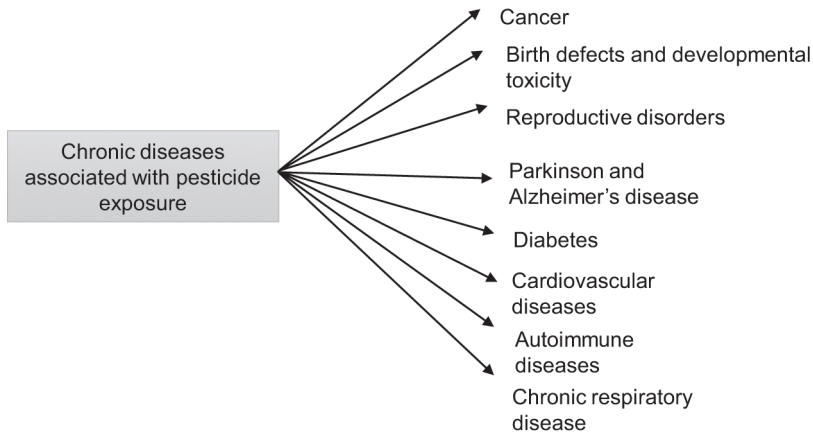 Chronic diseases
associated with pesticide
exposure
Cancer
Birth defects and developmental
toxicity
Reproductive disorders
Parkinson and
Alzheimer’s disease
Diabetes
Cardiovascular
diseases
Autoimmune
diseases
Chronic respiratory
disease